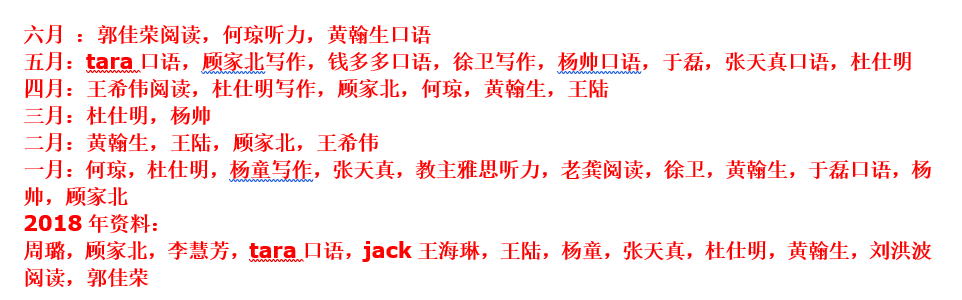 六月 ：郭佳荣阅读，何琼听力，黄翰生口语
五月：tara 口语，顾家北写作，钱多多口语，徐卫写作，杨帅口语，于磊，张天真口语，杜仕明
四月：王希伟阅读，杜仕明写作，顾家北，何琼，黄翰生，王陆
三月：杜仕明，杨帅
二月：黄翰生，王陆，顾家北，王希伟
一月：何琼，杜仕明，杨童写作，张天真，教主雅思听力，老龚阅读，徐卫，黄翰生，于磊口语，杨
帅，顾家北
2018 年资料：
周璐，顾家北，李慧芳，tara 口语，jack 王海琳，王陆，杨童，张天真，杜仕明，黄翰生，刘洪波
阅读，郭佳荣